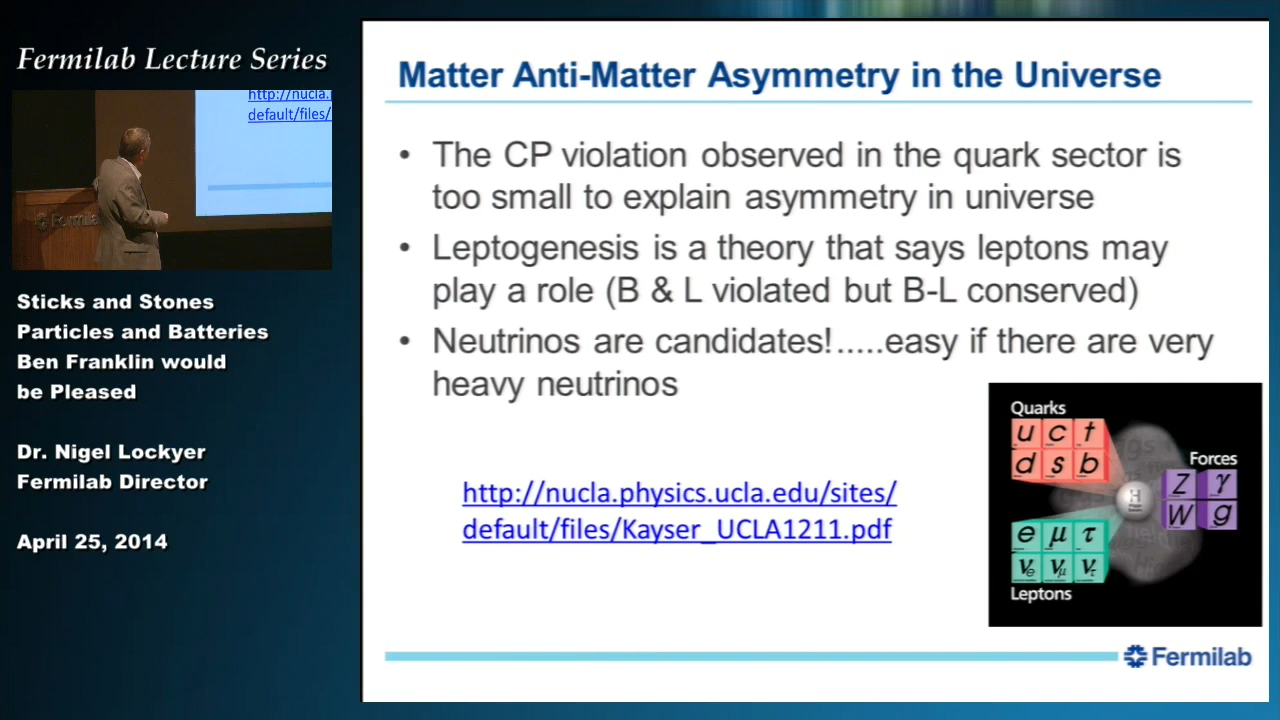 Fermilab Lecture Series
http://nucla.
default/files/
Fermila
Sticks and Stones
Particles and Batteries
Ben Franklin would
be Pleased
Dr. Nigel Lockyer
Fermilab Director
April 25, 2014
Matter Anti-Matter Asymmetry in the Universe
• The CP violation observed in the quark sector is
too small to explain asymmetry in universe
• Leptogenesis is a theory that says leptons may
play a role (B & L violated but B-L conserved)
• Neutrinos are candidates!.....easy if there are very
heavy neutrinos
http://nucla.physics.ucla.edu/sites/
default/files/Kayser_UCLA1211.pdf
Quarks
u c t
d s b
Forces
Z γ
W g
H
e μ τ
νe νμ ντ
Leptons
Fermilab